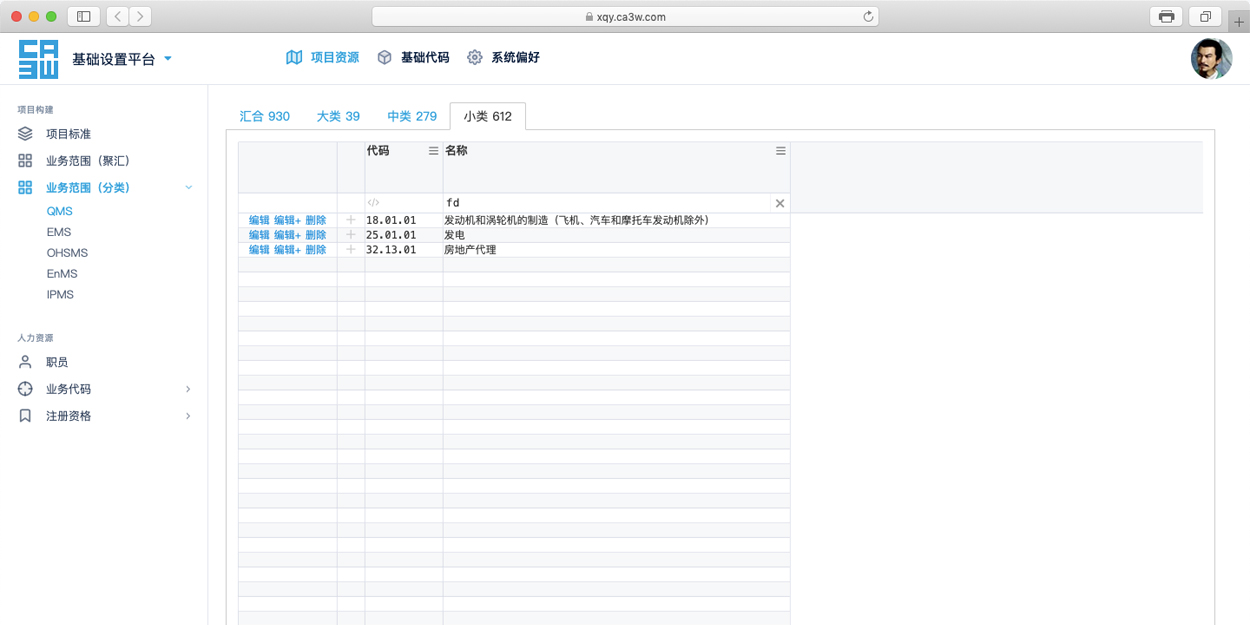 xqy.ca3w.com
CA3W
基础设置平台
项目资源
基础代码
系统偏好
项目构建
项目标准
业务范围（聚汇）
业务范围（分类）
QMS
EMS
OHSMS
EnMS
IPMS
人力资源
职员
业务代码
注册资格
汇合 930
大类 39
中类 279
小类 612
代码
名称
</>
fd
编辑 编辑+ 删除 18.01.01 发动机和涡轮机的制造（飞机、汽车和摩托车发动机除外）
编辑 编辑+ 删除 25.01.01 发电
编辑 编辑+ 删除 32.13.01 房地产代理